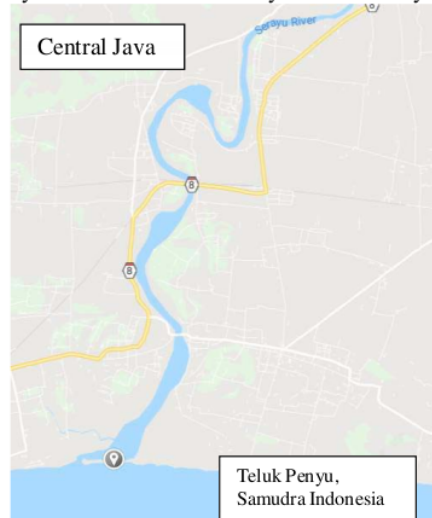 8
Serayu River
Central Java
8
8
Teluk Penyu,
Samudra Indonesia